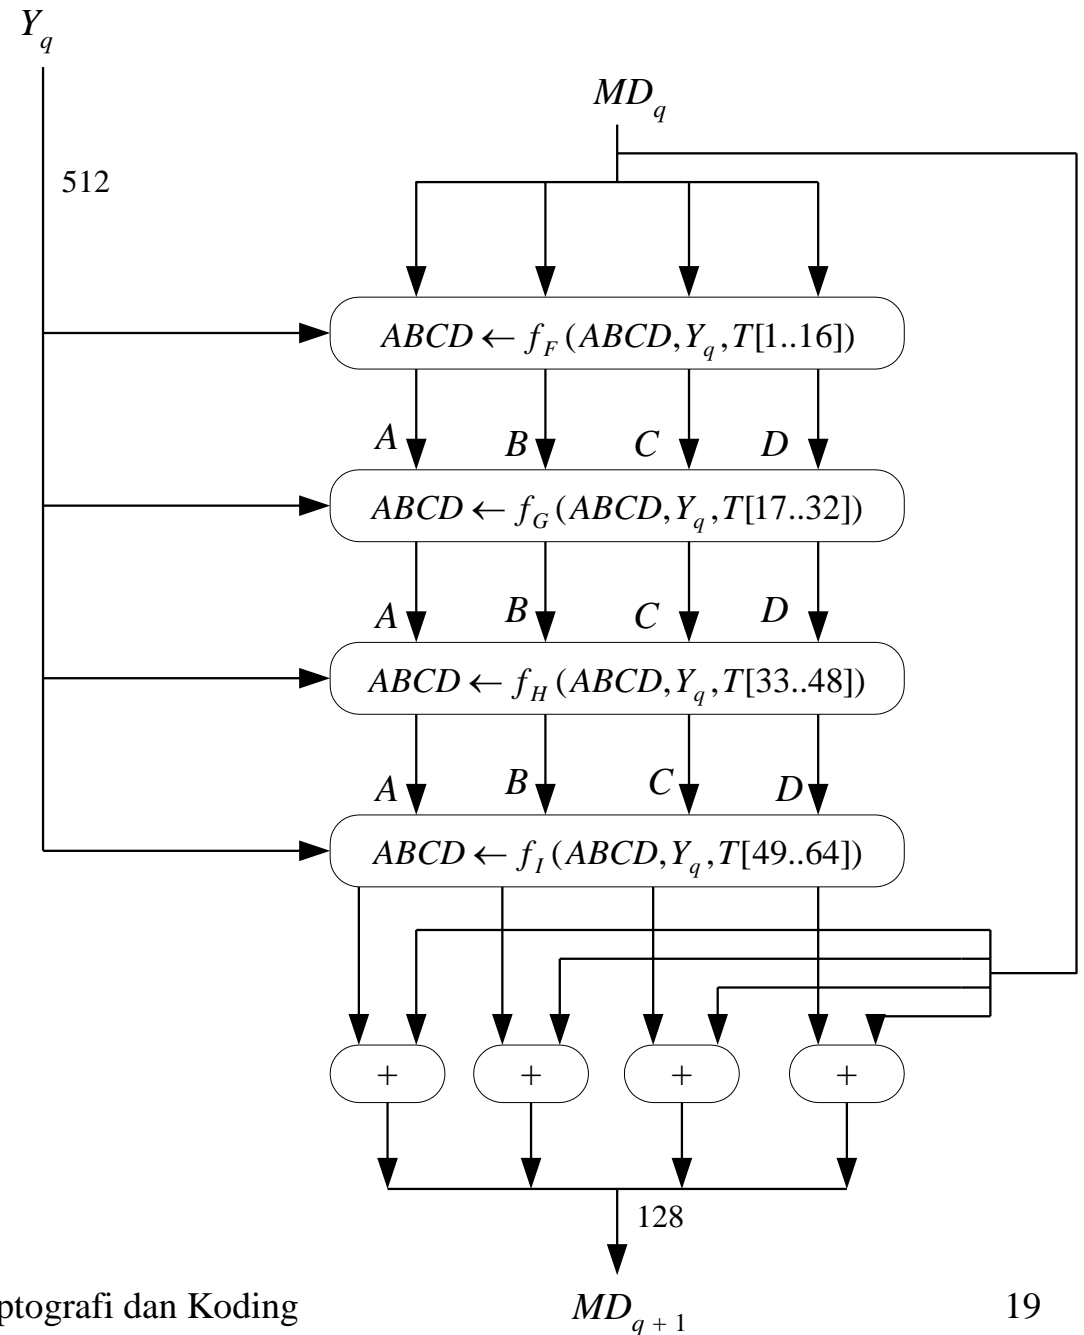 Y_q
MD_q
512
ABCD ← f_F (ABCD, Y_q, T[1..16])
A B C D
ABCD ← f_G (ABCD, Y_q, T[17..32])
A B C D
ABCD ← f_H (ABCD, Y_q, T[33..48])
A B C D
ABCD ← f_I (ABCD, Y_q, T[49..64])
+ + + +
128
ptografi dan Koding MD_{q + 1} 19